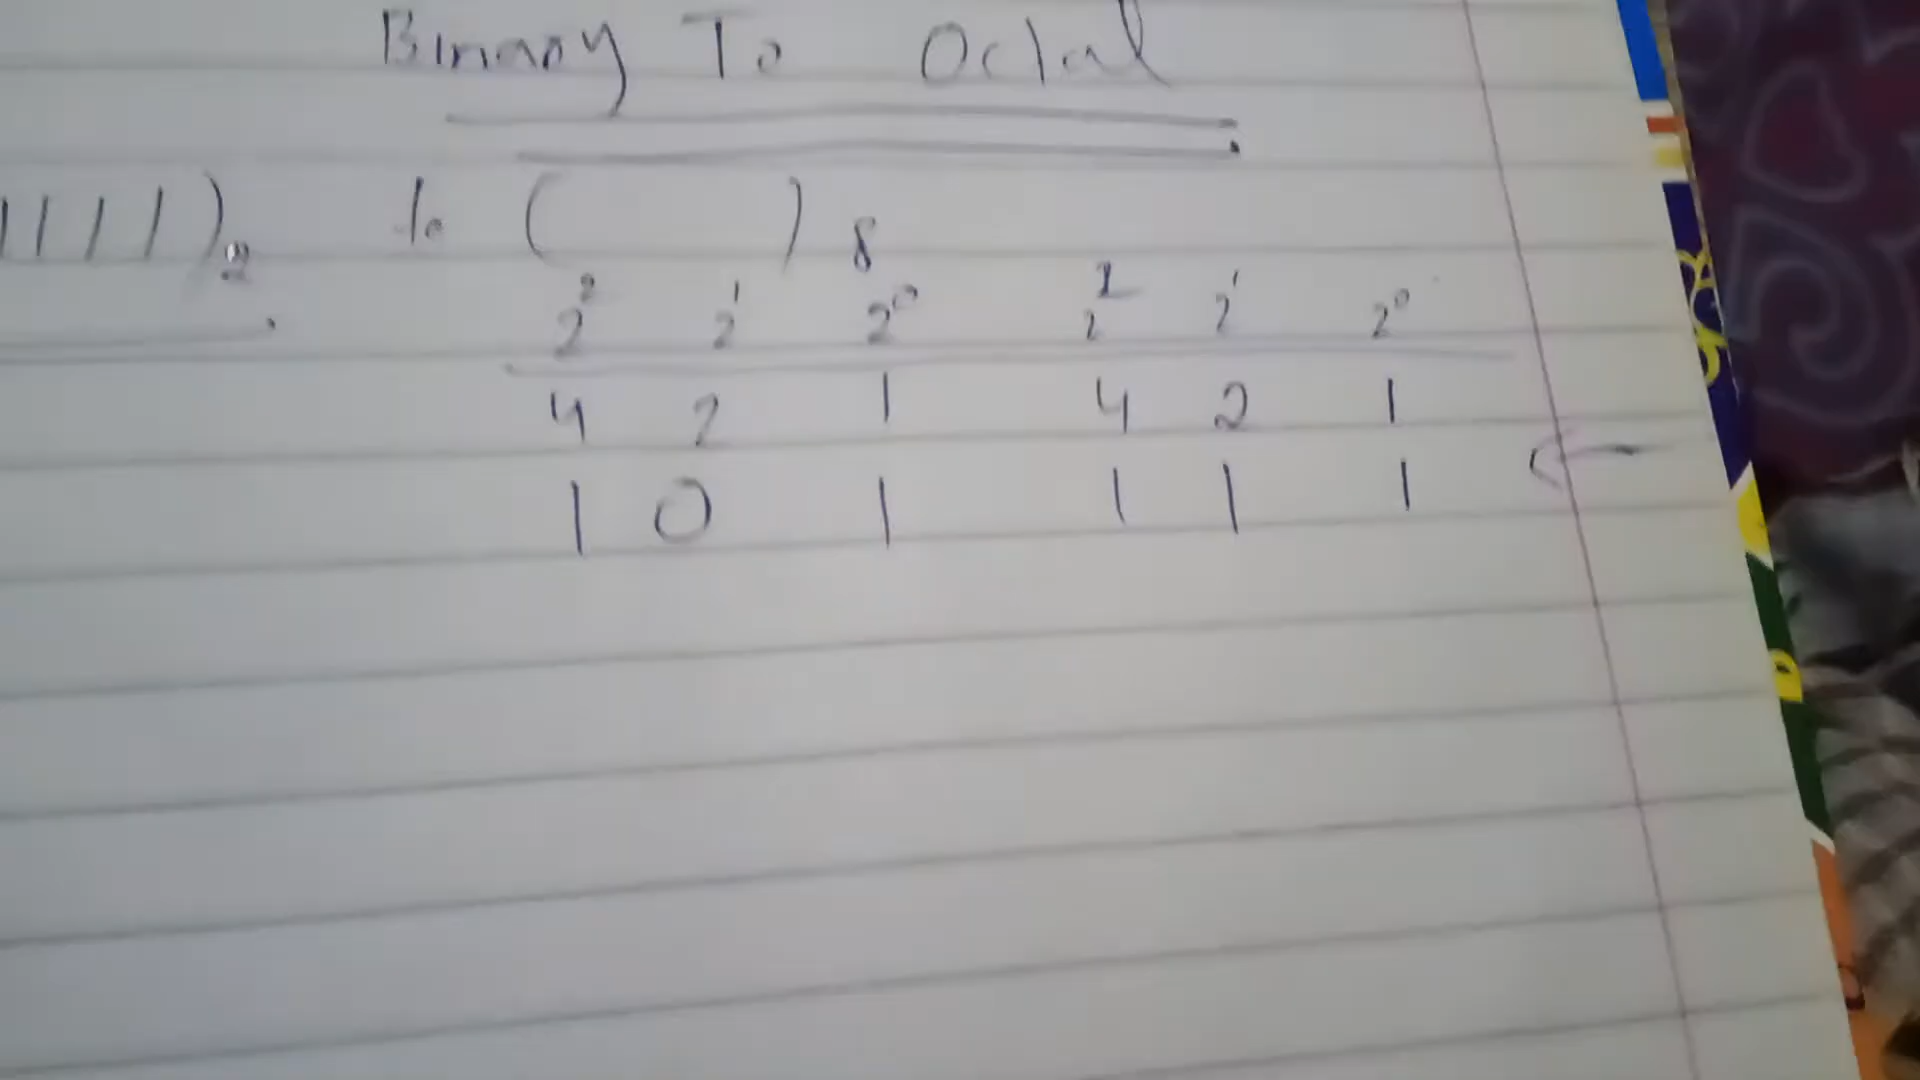 Binary To Octal
1111)₂ to ( )₈
2² 2¹ 2⁰ 2² 2¹ 2⁰
4 2 1 4 2 1
1 0 1 1 1 1 ←